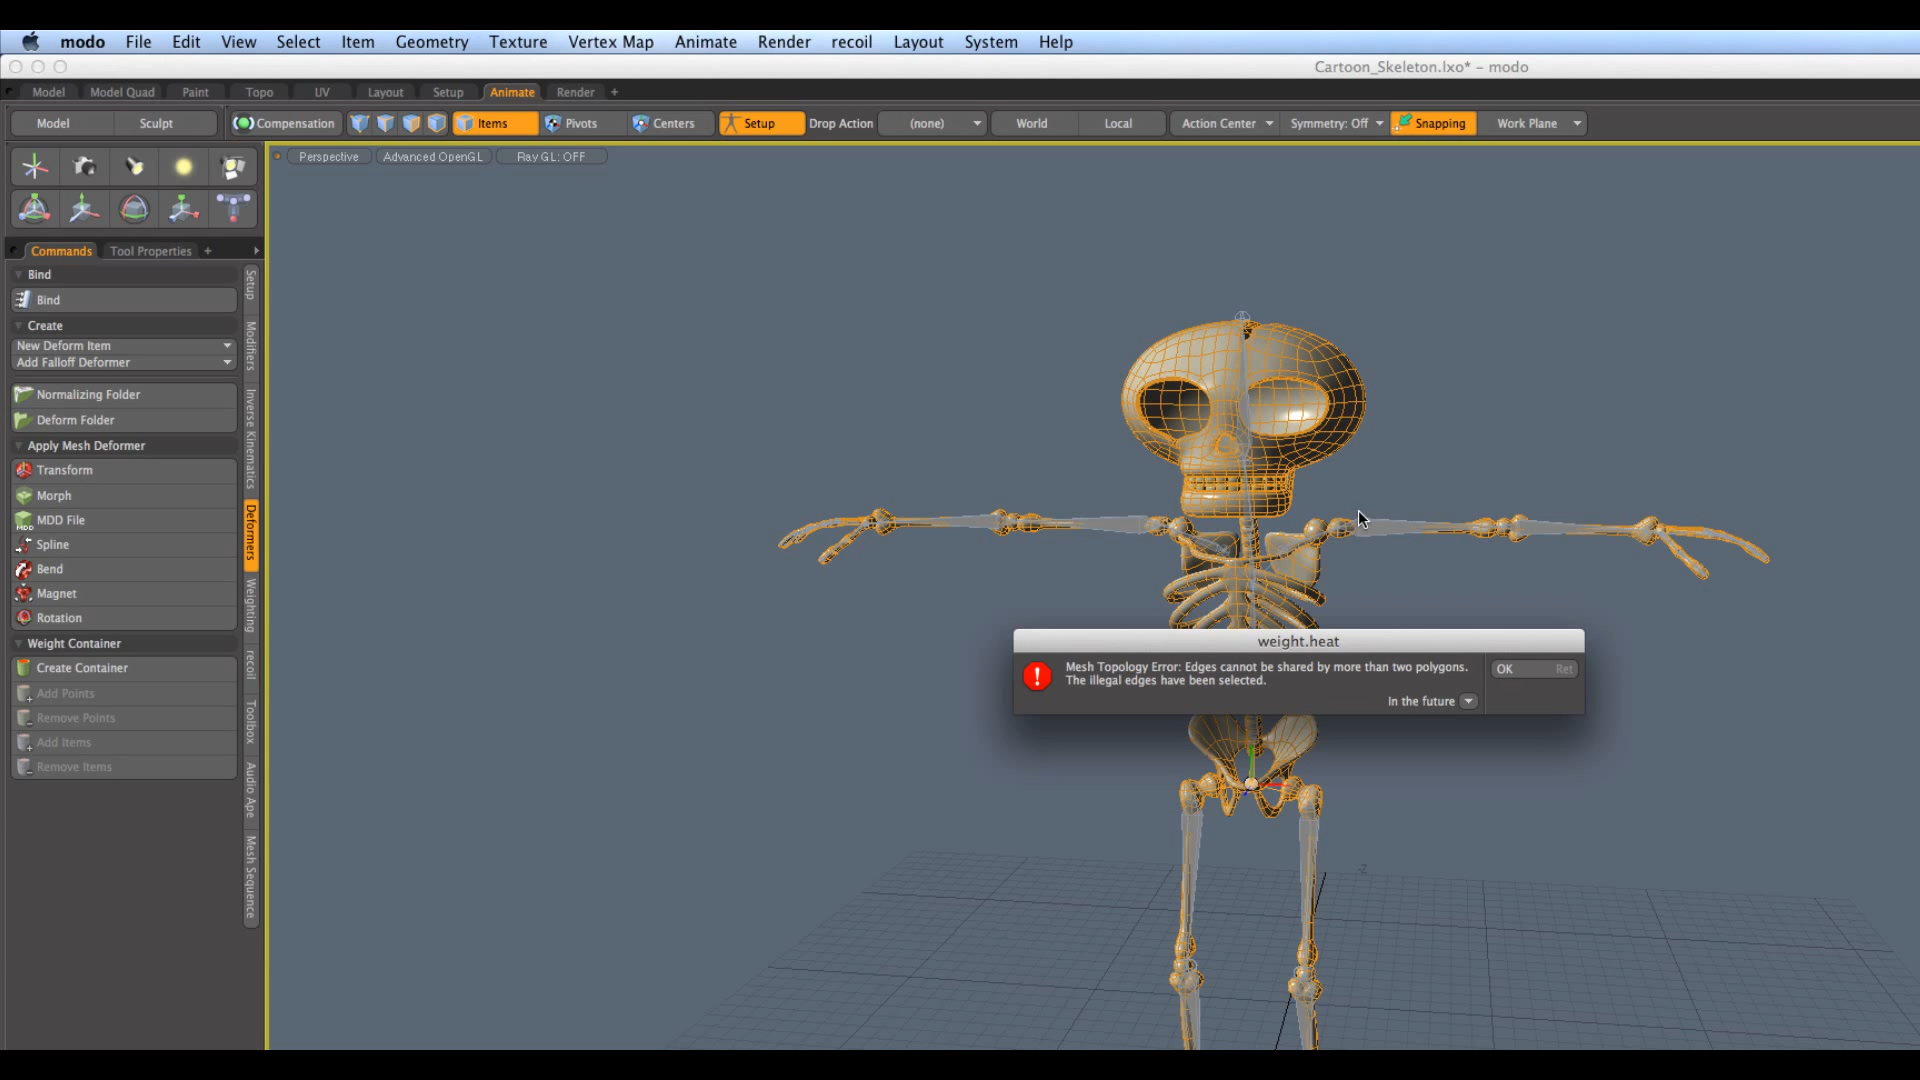 modo File Edit View Select Item Geometry Texture Vertex Map Animate Render recoil Layout System Help
Cartoon_Skeleton.lxo* – modo
Model Model Quad Paint Topo UV Layout Setup Animate Render +
Model Sculpt Compensation Items Pivots Centers Setup Drop Action (none) World Local Action Center Symmetry: Off Snapping Work Plane
Perspective Advanced OpenGL Ray GL: OFF
Commands Tool Properties +
Bind
Bind
Create
New Deform Item
Add Falloff Deformer
Normalizing Folder
Deform Folder
Apply Mesh Deformer
Transform
Morph
MDD File
Spline
Bend
Magnet
Rotation
Weight Container
Create Container
Add Points
Remove Points
Add Items
Remove Items
Setup
Modifiers
Inverse Kinematics
Deformers
Weighting
recoil
Toolbox
Audio Ape
Mesh Sequence
weight.heat
Mesh Topology Error: Edges cannot be shared by more than two polygons.
The illegal edges have been selected.
OK Ret
In the future
-Z